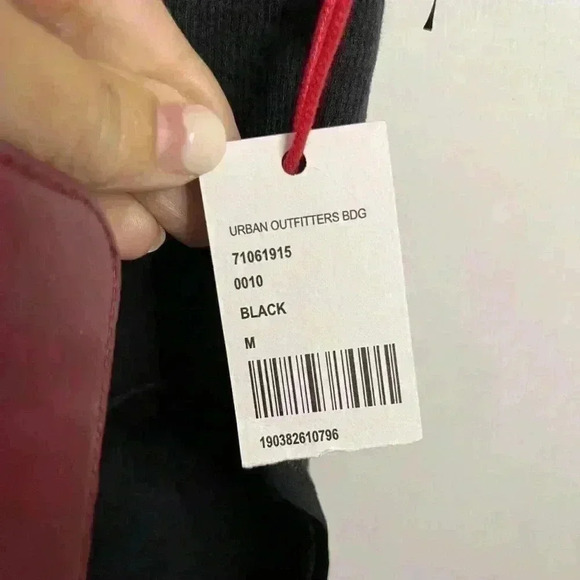 URBAN OUTFITTERS BDG
71061915
0010
BLACK
M
190382610796